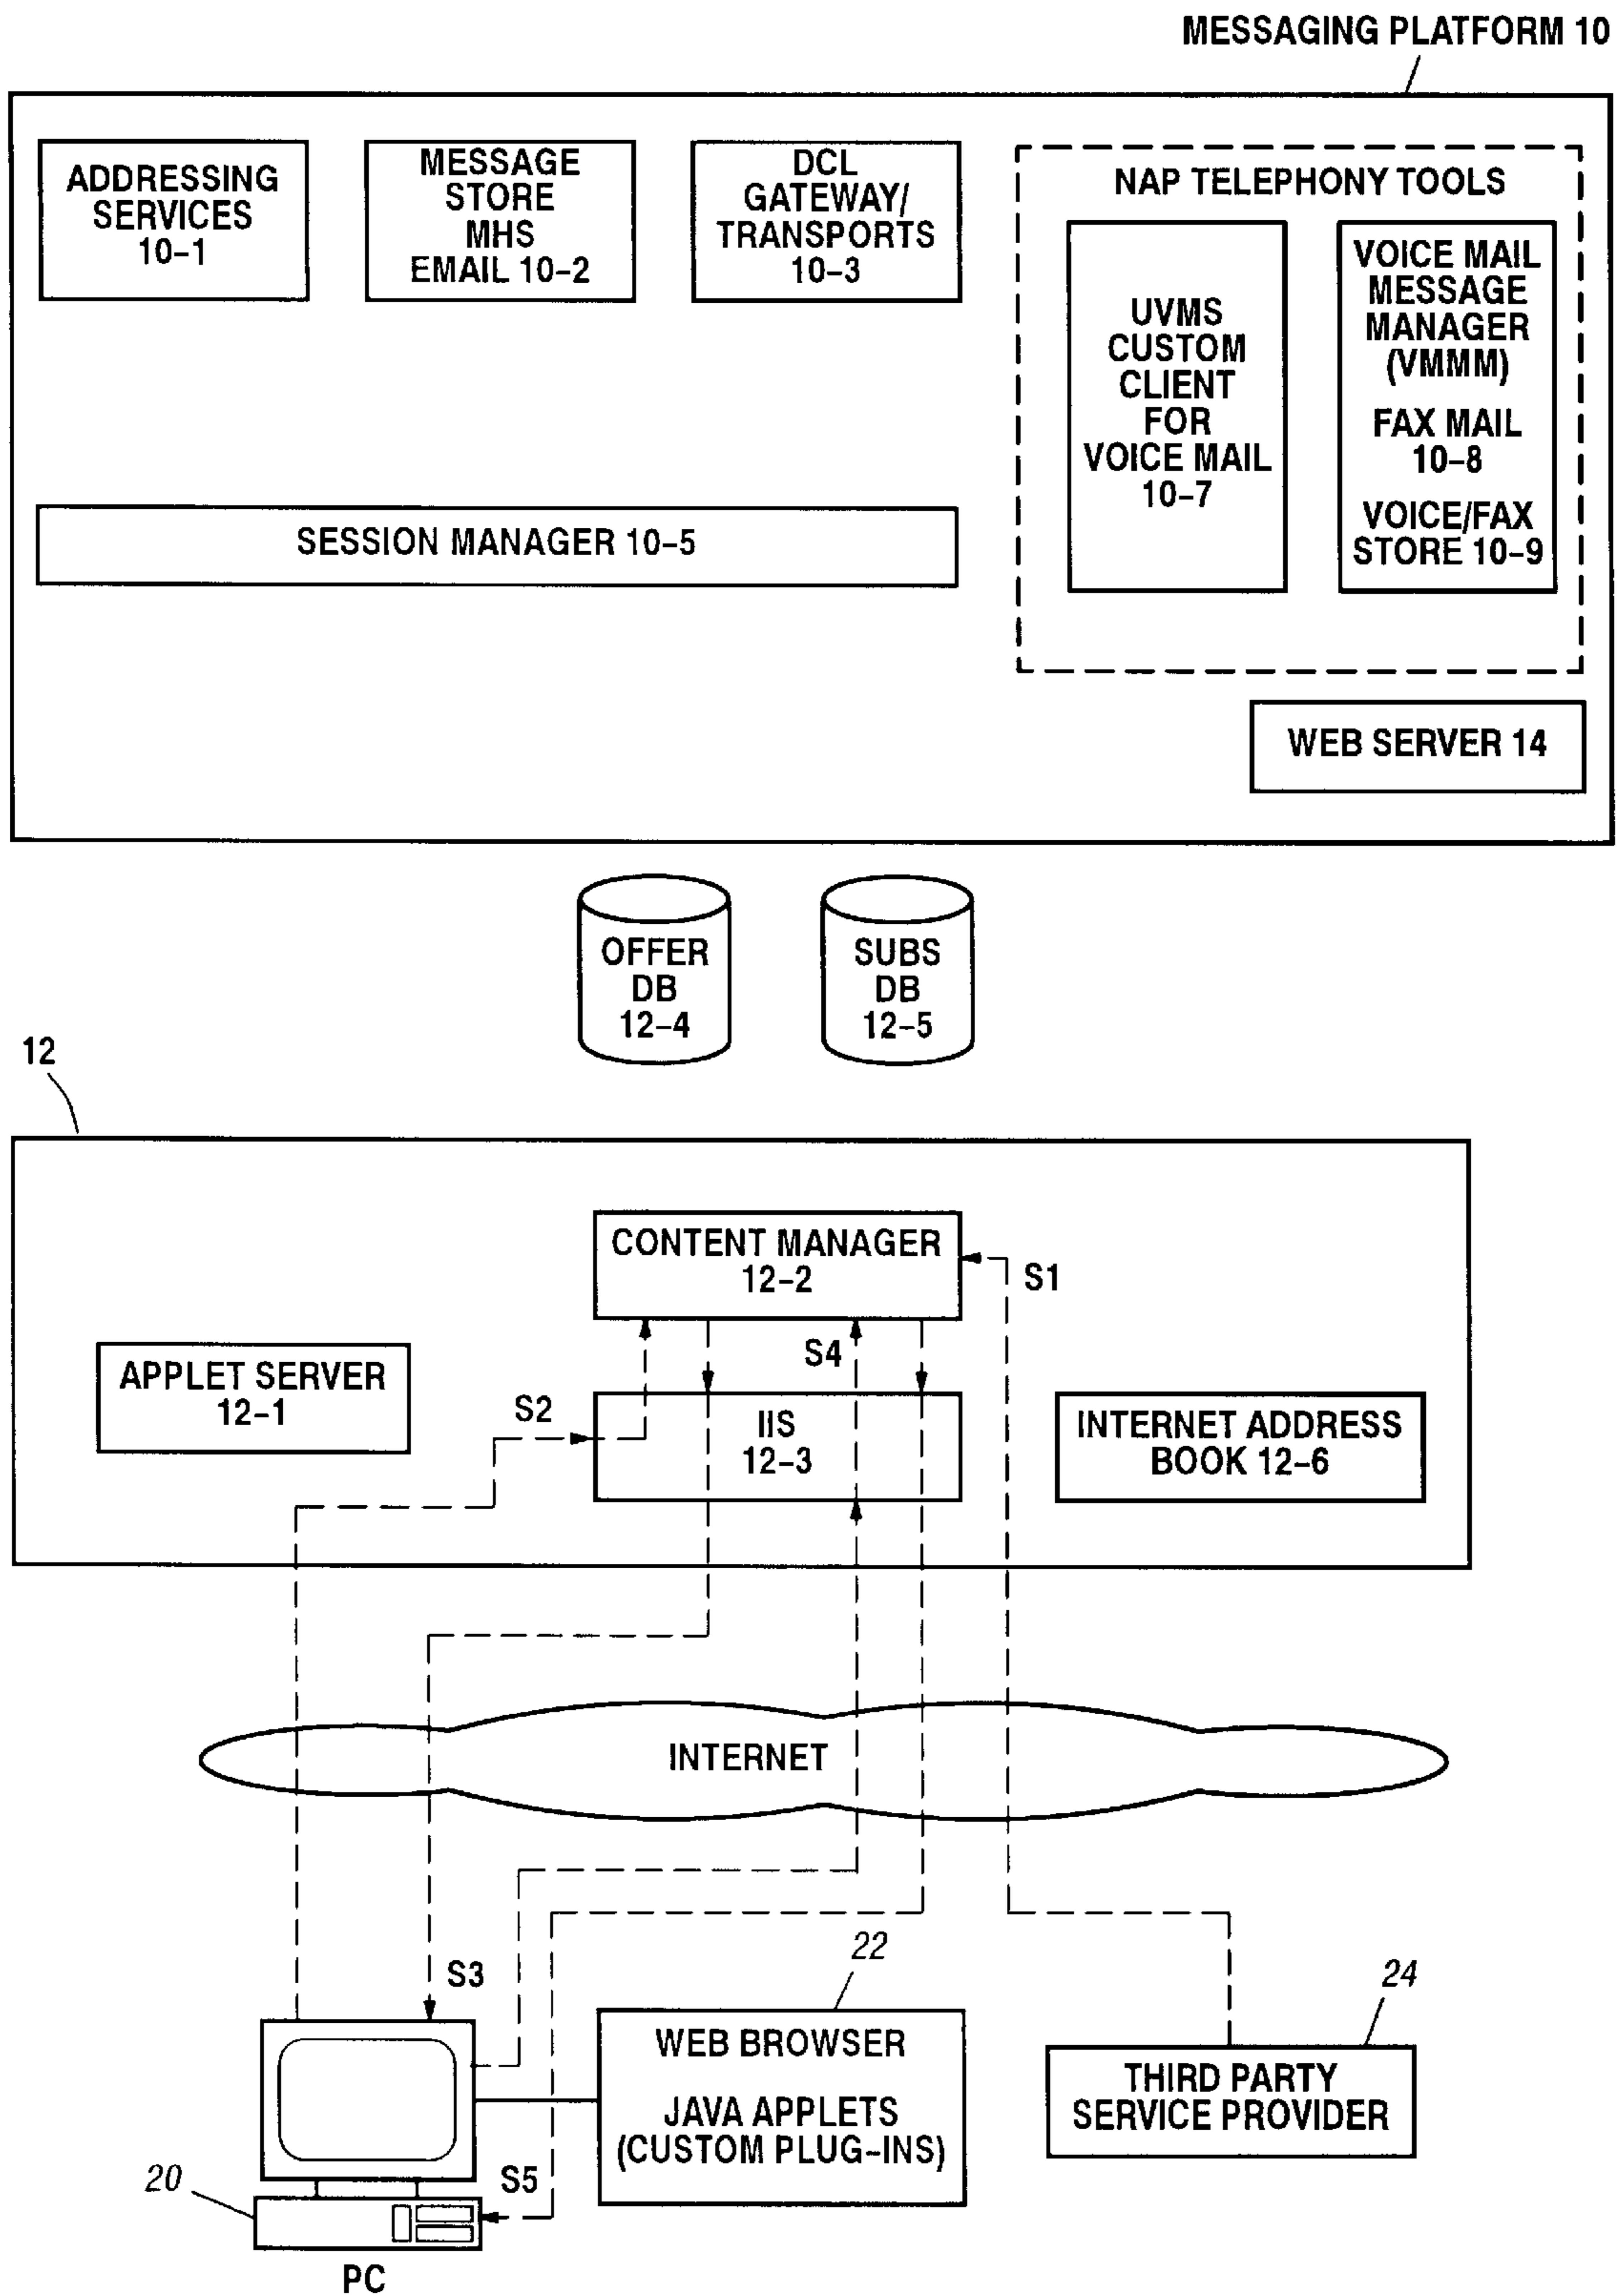 MESSAGING PLATFORM 10
ADDRESSING
SERVICES
10-1
MESSAGE
STORE
MHS
EMAIL 10-2
DCL
GATEWAY/
TRANSPORTS
10-3
NAP TELEPHONY TOOLS
UVMS
CUSTOM
CLIENT
FOR
VOICE MAIL
10-7
VOICE MAIL
MESSAGE
MANAGER
(VMMM)
FAX MAIL
10-8
VOICE/FAX
STORE 10-9
SESSION MANAGER 10-5
WEB SERVER 14
OFFER
DB
12-4
SUBS
DB
12-5
12
CONTENT MANAGER
12-2
S1
S4
APPLET SERVER
12-1
S2
IIS
12-3
INTERNET ADDRESS
BOOK 12-6
INTERNET
S3
22
24
WEB BROWSER
JAVA APPLETS
(CUSTOM PLUG-INS)
THIRD PARTY
SERVICE PROVIDER
20
S5
PC